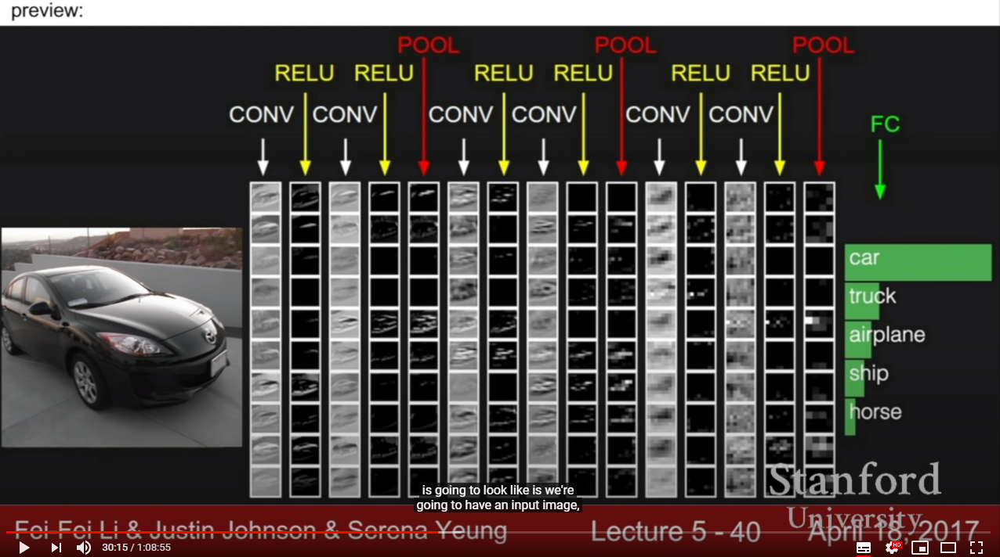 preview:
POOL POOL POOL
RELU RELU RELU RELU RELU RELU
CONV CONV CONV CONV CONV CONV
FC
car
truck
airplane
ship
horse
Stanford
University
is going to look like is we're
going to have an input image,
Fei-Fei Li & Justin Johnson & Serena Yeung Lecture 5 - 40 April 18, 2017
30:15 / 1:08:55
HD